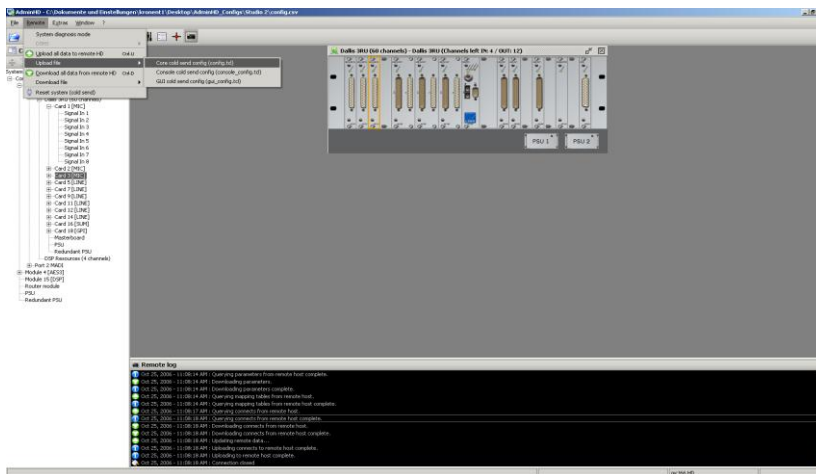 AdminHD - C:\Dokumente und Einstellungen\kronent1\Desktop\AdminHD_Configs\Studio 2\config.cxv
File Remote Extras Window ?
System diagnosis mode
Upload all data to remote HD Ctrl-U
Upload file
Download all data from remote HD Ctrl-D
Download file
Reset system (cold send)
Core cold send config (config.tcl)
Console cold send config (console_config.tcl)
GUI cold send config (gui_config.tcl)
Card 1 [MIC]
Signal In 1
Signal In 2
Signal In 3
Signal In 4
Signal In 5
Signal In 6
Signal In 7
Signal In 8
Card 2 [MIC]
Card 3 [MIC]
Card 5 [LINE]
Card 7 [LINE]
Card 9 [LINE]
Card 11 [LINE]
Card 12 [LINE]
Card 14 [LINE]
Card 16 [SUM]
Card 18 [GPI]
Masterboard
PSU
Redundant PSU
DSP Resources (4 channels)
Port 2 MADI
Module 4 [AES3]
Module 15 [DSP]
Router module
PSU
Redundant PSU
Dallis 3RU (60 channels) - Dallis 3RU (Channels left IN: 4 / OUT: 12)
PSU 1 PSU 2
Remote log
Oct 25, 2006 - 11:08:14 AM : Querying parameters from remote host complete.
Oct 25, 2006 - 11:08:14 AM : Downloading parameters.
Oct 25, 2006 - 11:08:14 AM : Downloading parameters complete.
Oct 25, 2006 - 11:08:14 AM : Querying mapping tables from remote host.
Oct 25, 2006 - 11:08:14 AM : Querying mapping tables from remote host complete.
Oct 25, 2006 - 11:08:17 AM : Querying connects from remote host.
Oct 25, 2006 - 11:08:18 AM : Querying connects from remote host complete.
Oct 25, 2006 - 11:08:18 AM : Downloading connects from remote host.
Oct 25, 2006 - 11:08:18 AM : Downloading connects from remote host complete.
Oct 25, 2006 - 11:08:18 AM : Updating remote data...
Oct 25, 2006 - 11:08:18 AM : Uploading connects to remote host complete.
Oct 25, 2006 - 11:08:18 AM : Uploading to remote host complete.
Oct 25, 2006 - 11:08:18 AM : Connection closed.